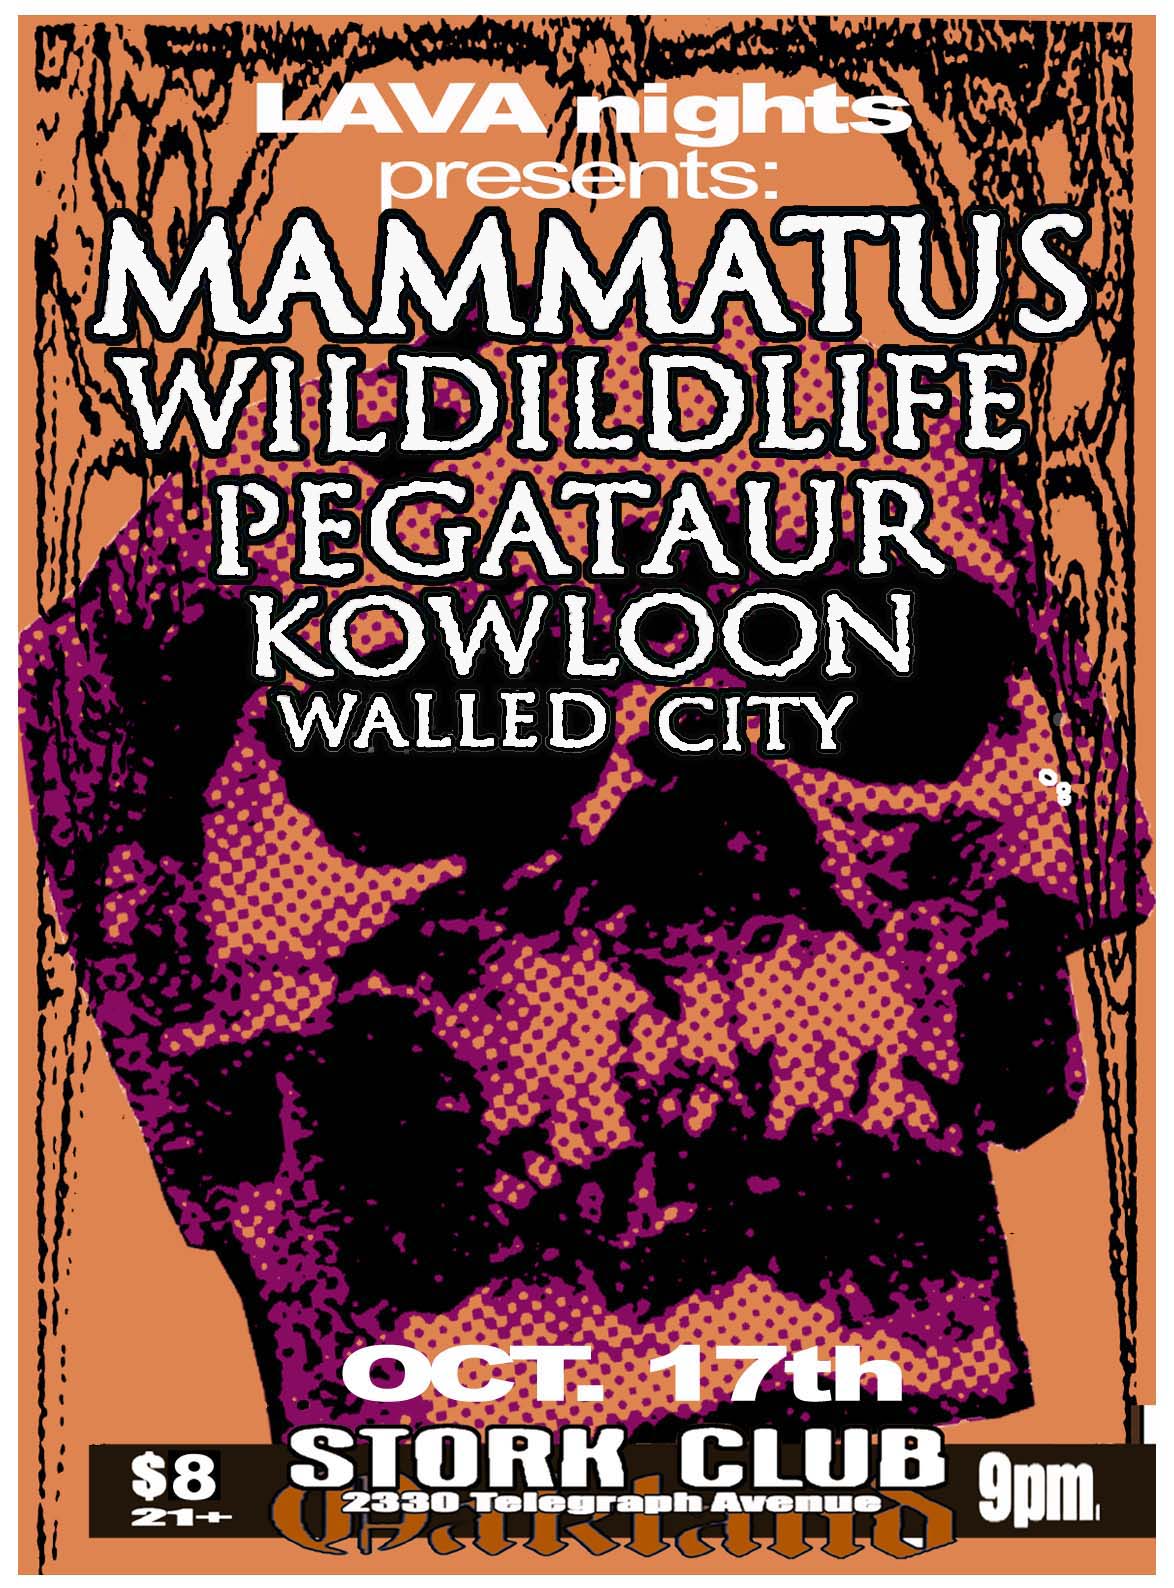 LAVA nights
presents:
MAMMATUS
WILDILDLIFE
PEGATAUR
KOWLOON
WALLED CITY
08
OCT. 17th
$8
21+
STORK CLUB
2330 Telegraph Avenue
Oakland
9pm.